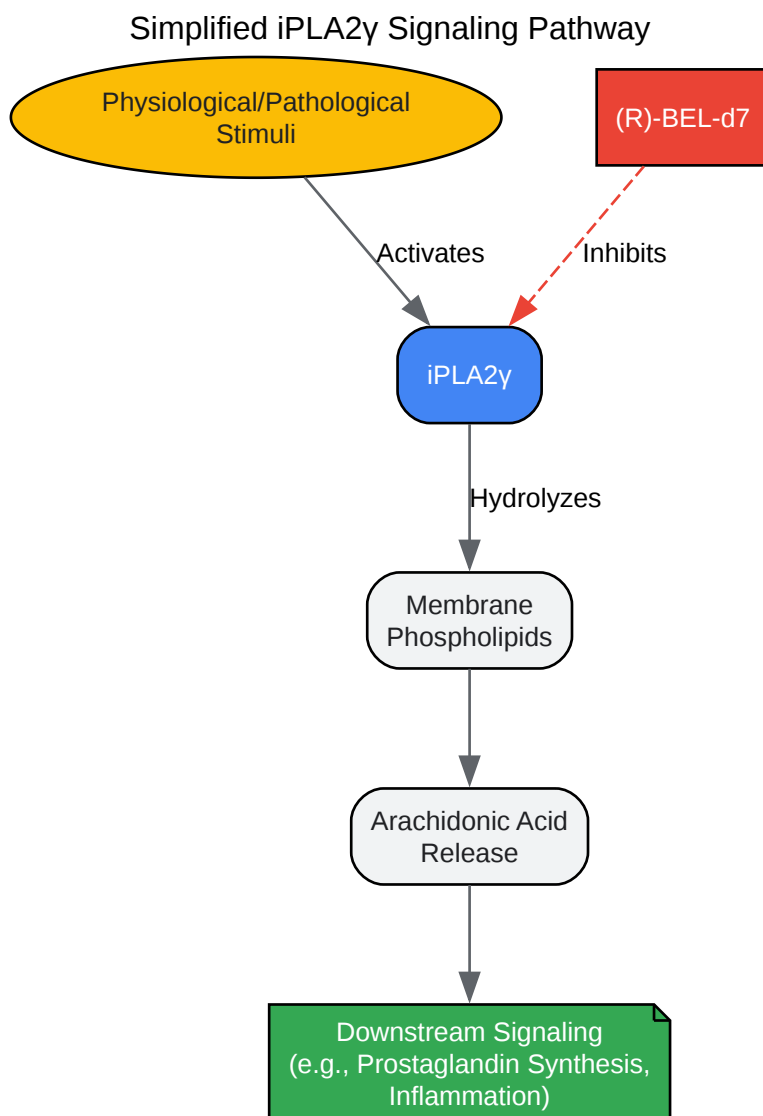 Simplified iPLA2γ Signaling Pathway
Physiological/Pathological
Stimuli
(R)-BEL-d7
Activates
Inhibits
iPLA2γ
Hydrolyzes
Membrane
Phospholipids
Arachidonic Acid
Release
Downstream Signaling
(e.g., Prostaglandin Synthesis,
Inflammation)